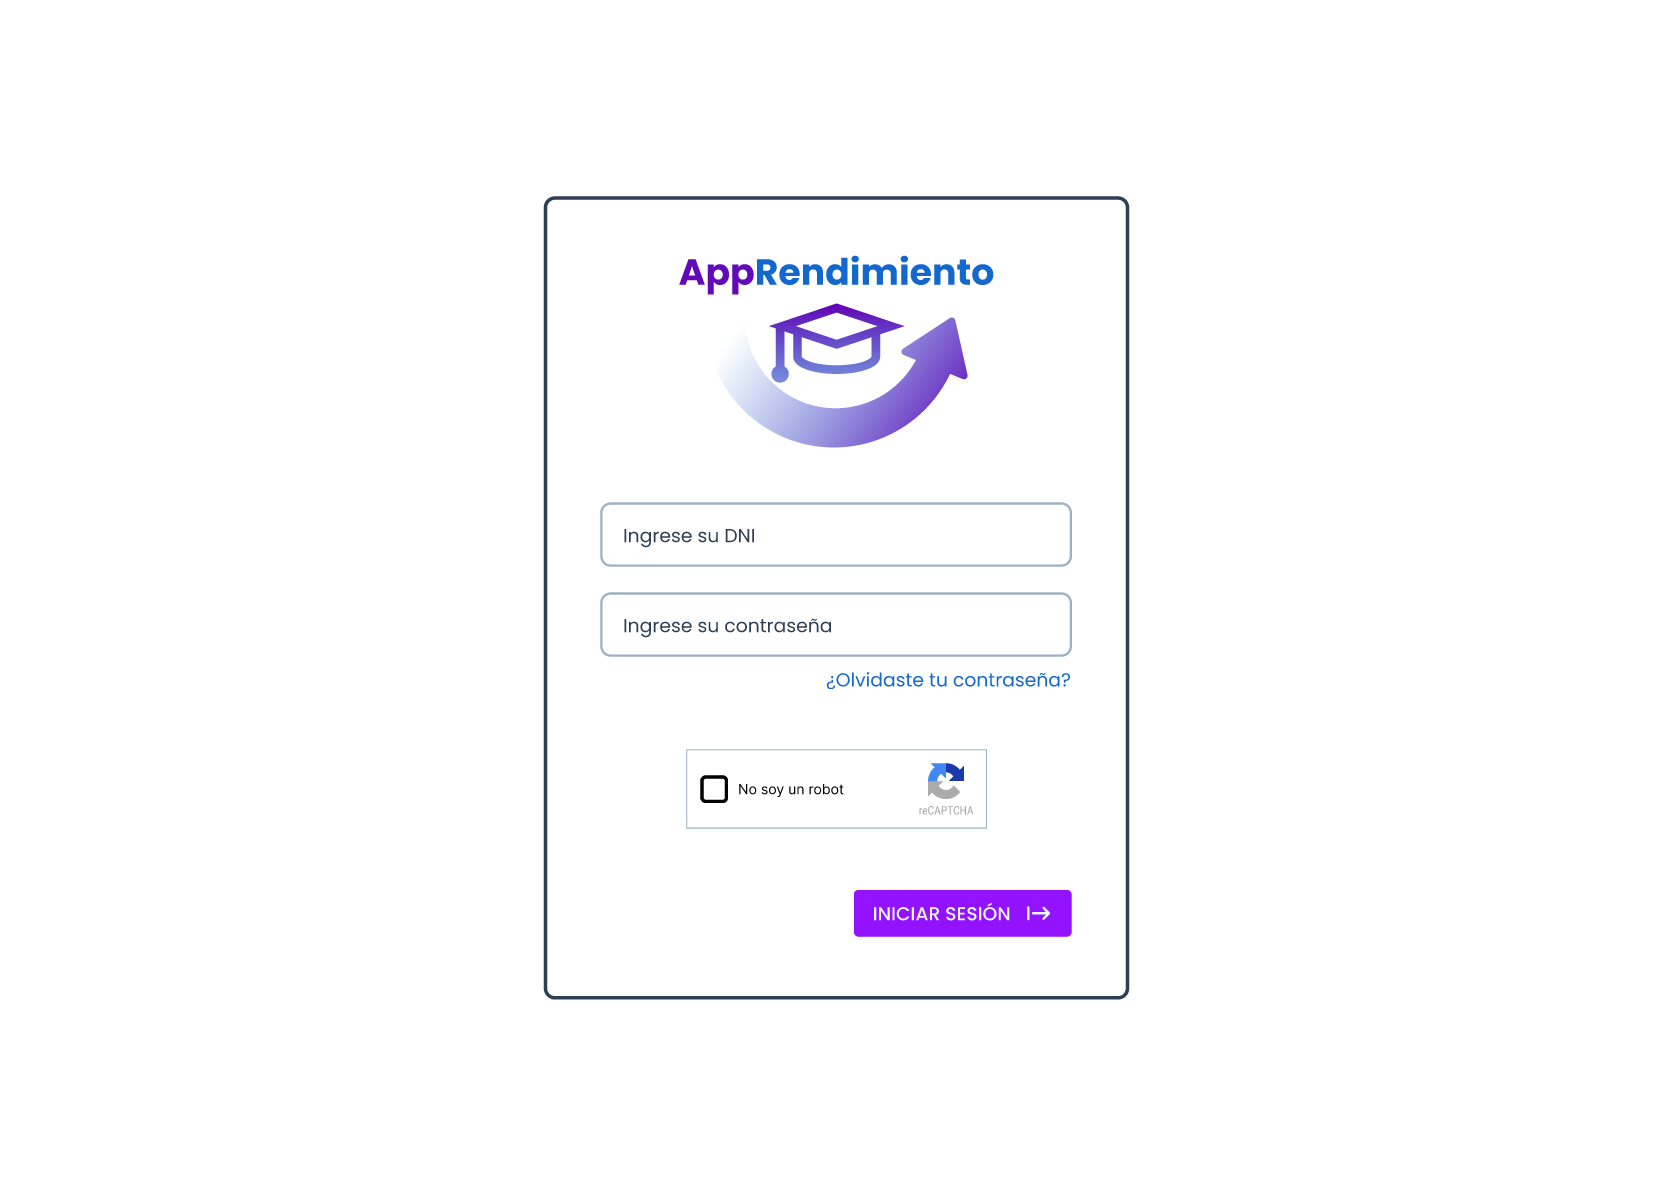 AppRendimiento
Ingrese su DNI
Ingrese su contraseña
¿Olvidaste tu contraseña?
No soy un robot
reCAPTCHA
INICIAR SESIÓN